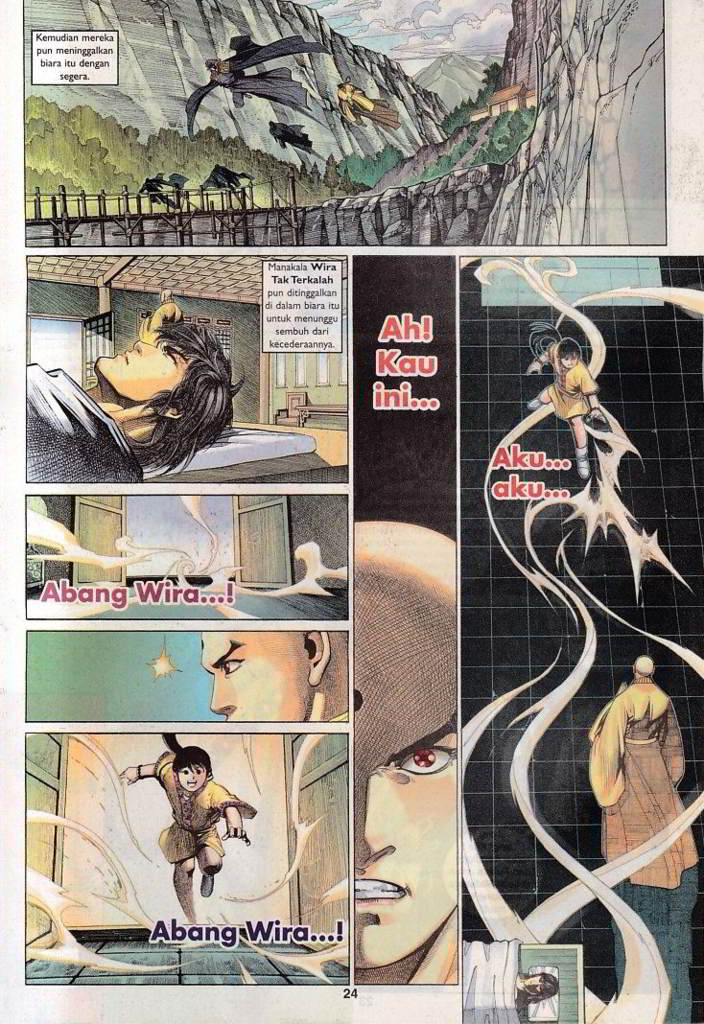 Kemudian mereka
pun meninggalkan
biara itu dengan
segera.
Manakala Wira
Tak Terkalah
pun ditinggalkan
di dalam biara itu
untuk menunggu
sembuh dari
kecederaannya.
Abang Wira...!
Abang Wira...!
Ah!
Kau
ini...
Aku...
aku...
24